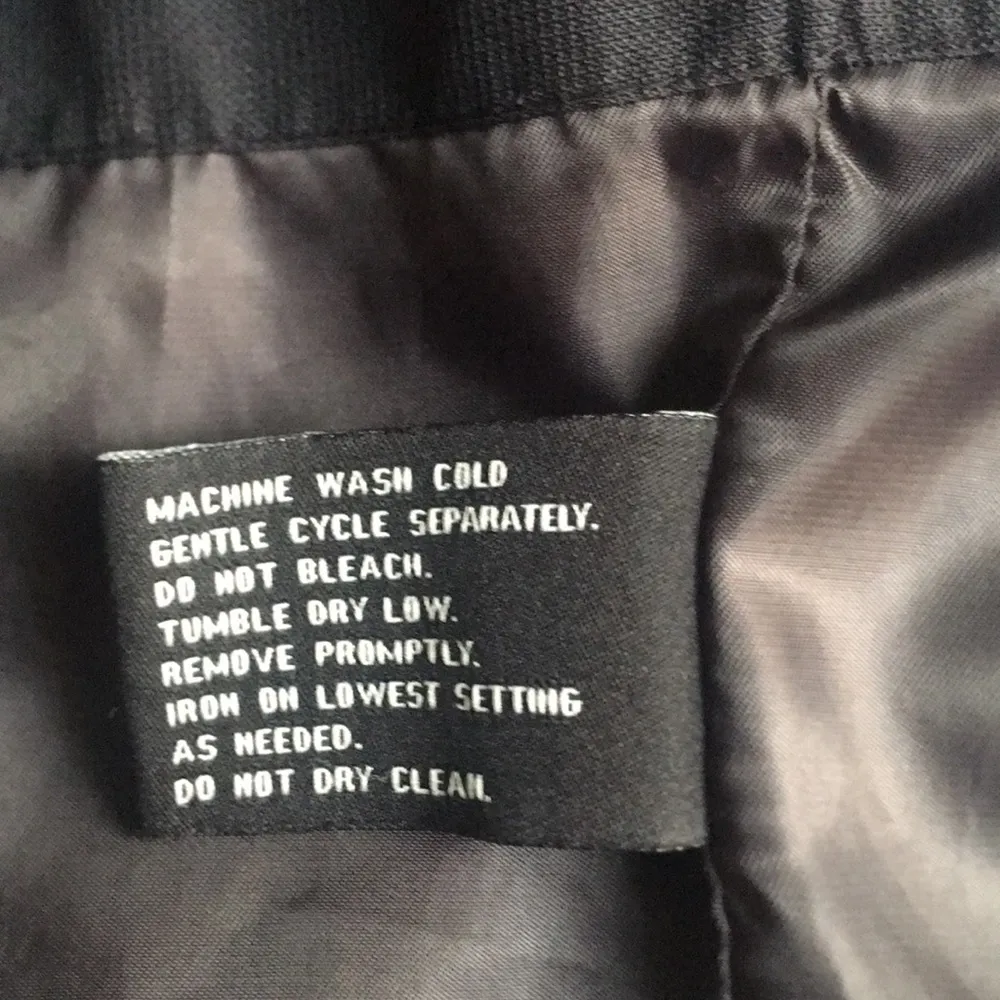 MACHINE WASH COLD
GENTLE CYCLE SEPARATELY.
DO NOT BLEACH.
TUMBLE DRY LOW.
REMOVE PROMPTLY.
IRON ON LOWEST SETTING
AS NEEDED.
DO NOT DRY-CLEAN.